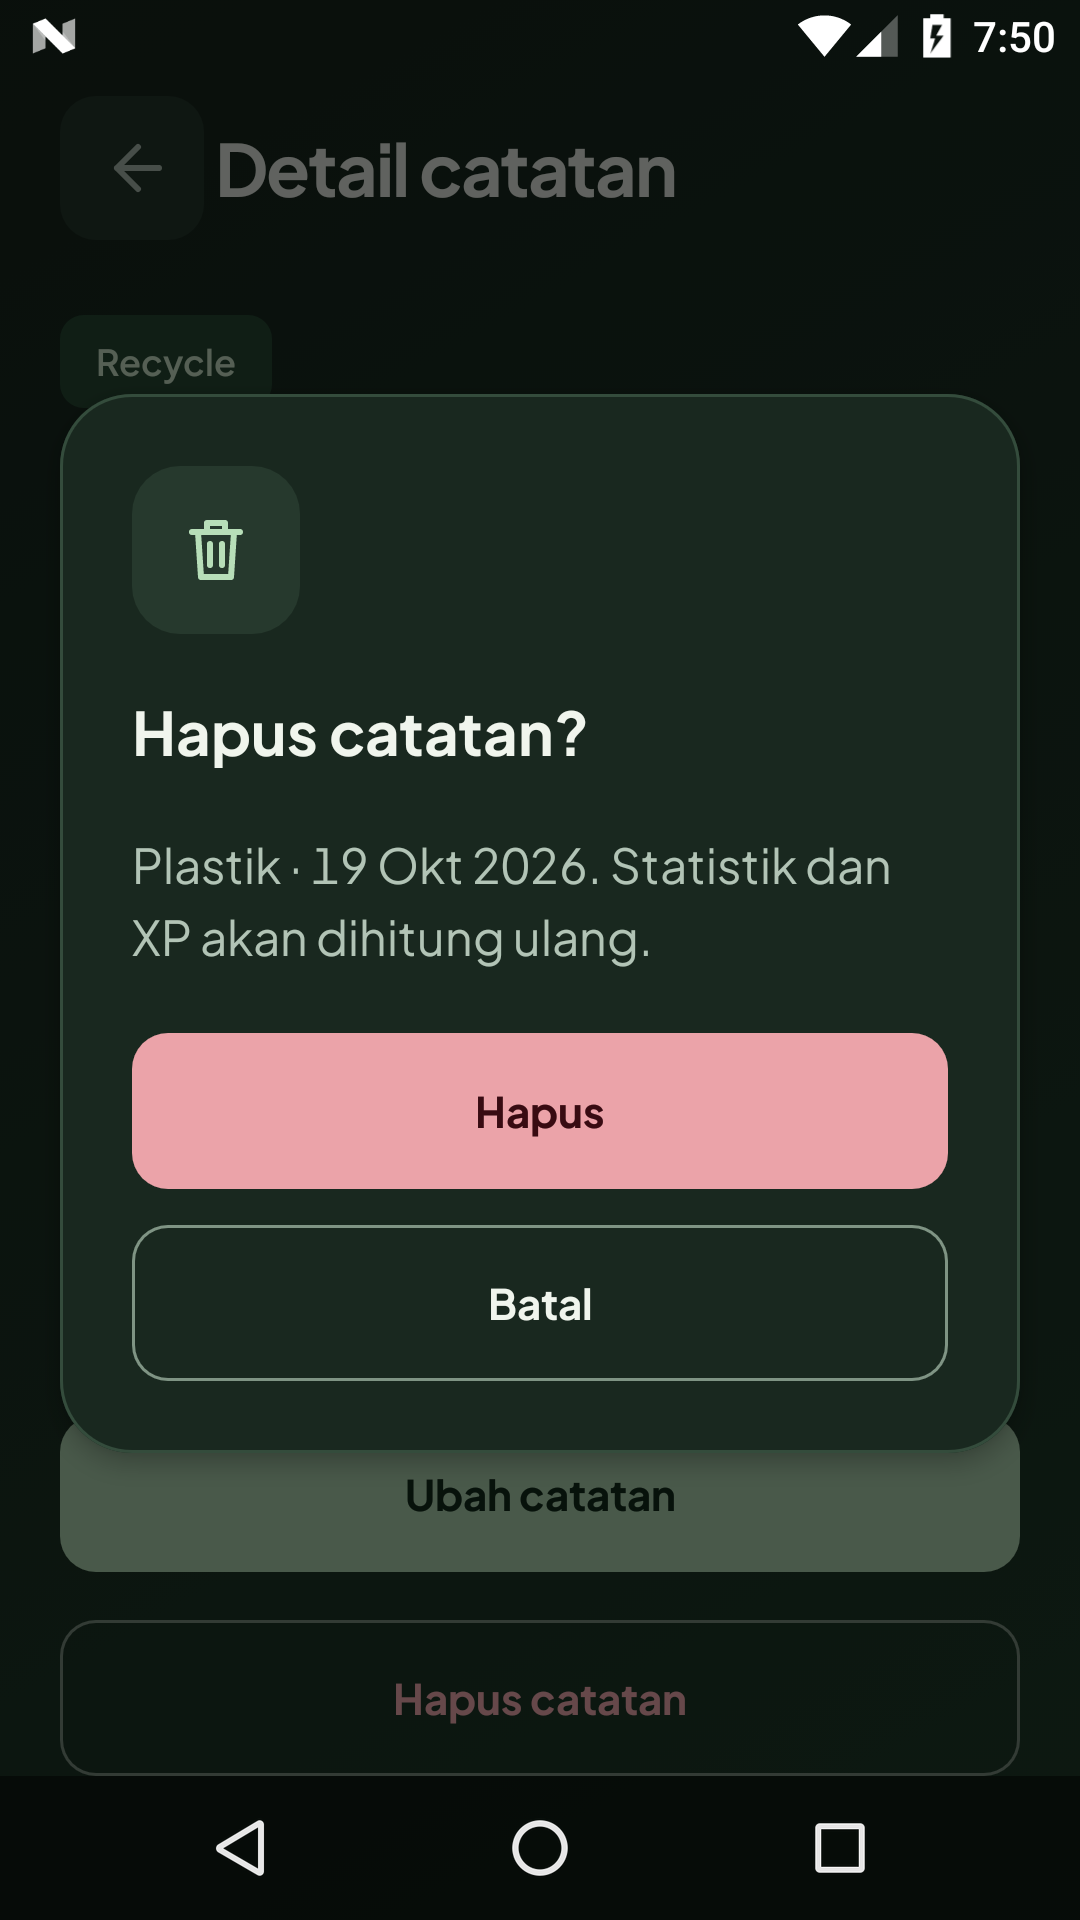 7:50
Detail catatan
Recycle
Hapus catatan?
Plastik · 19 Okt 2026. Statistik dan
XP akan dihitung ulang.
Hapus
Batal
Ubah catatan
Hapus catatan